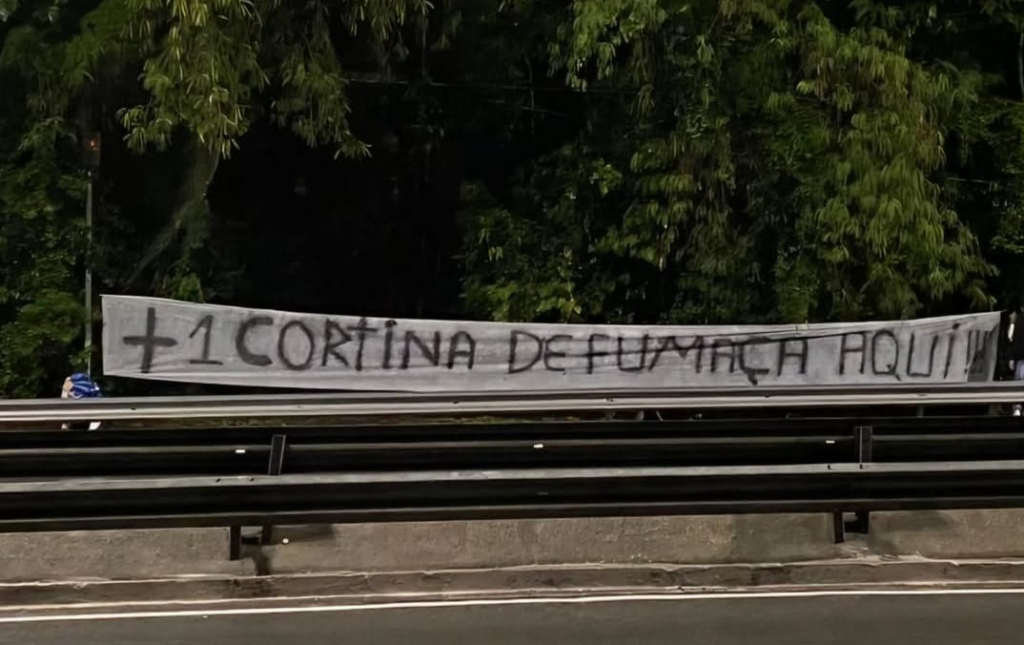 +1 CORTINA DE FUMAÇA AQUI!!!